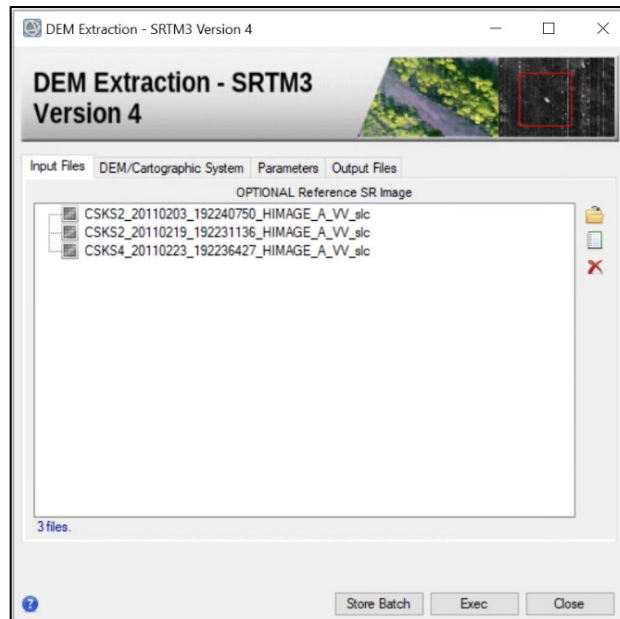 DEM Extraction - SRTM3 Version 4
DEM Extraction - SRTM3
Version 4
Input Files DEM/Cartographic System Parameters Output Files
OPTIONAL Reference SR Image
CSKS2_20110203_192240750_HIMAGE_A_VV_slc
CSKS2_20110219_192231136_HIMAGE_A_VV_slc
CSKS4_20110223_192236427_HIMAGE_A_VV_slc
3 files.
? Store Batch Exec Close